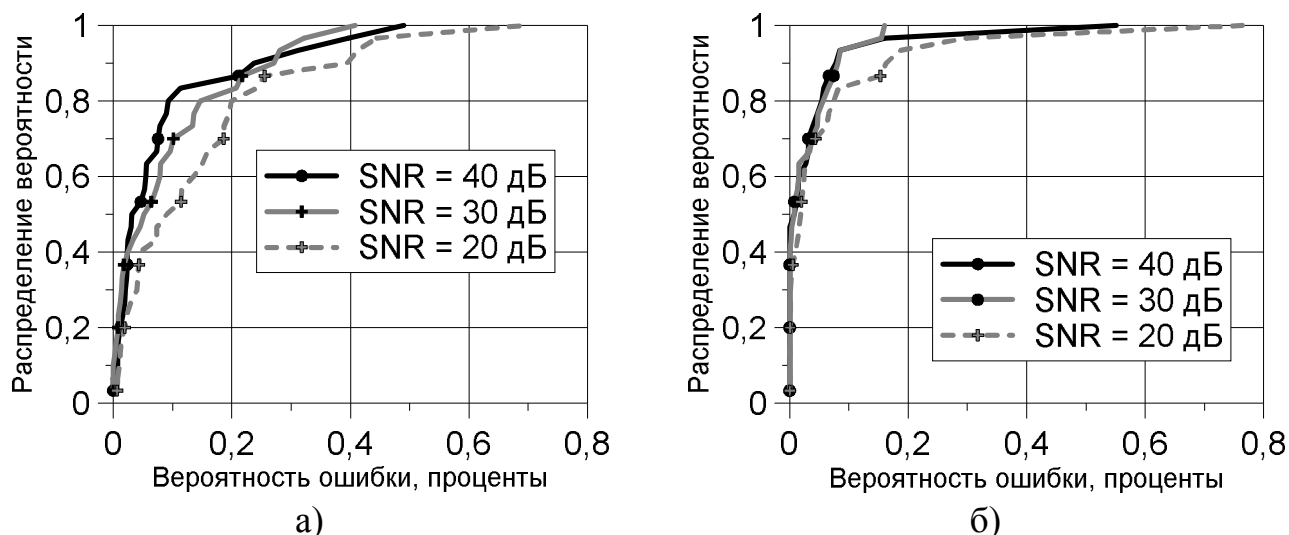 Распределение вероятности
1
0,8
0,6
0,4
0,2
0
SNR = 40 дБ
SNR = 30 дБ
SNR = 20 дБ
0 0,2 0,4 0,6 0,8
Вероятность ошибки, проценты
а)
Распределение вероятности
1
0,8
0,6
0,4
0,2
0
SNR = 40 дБ
SNR = 30 дБ
SNR = 20 дБ
0 0,2 0,4 0,6 0,8
Вероятность ошибки, проценты
б)